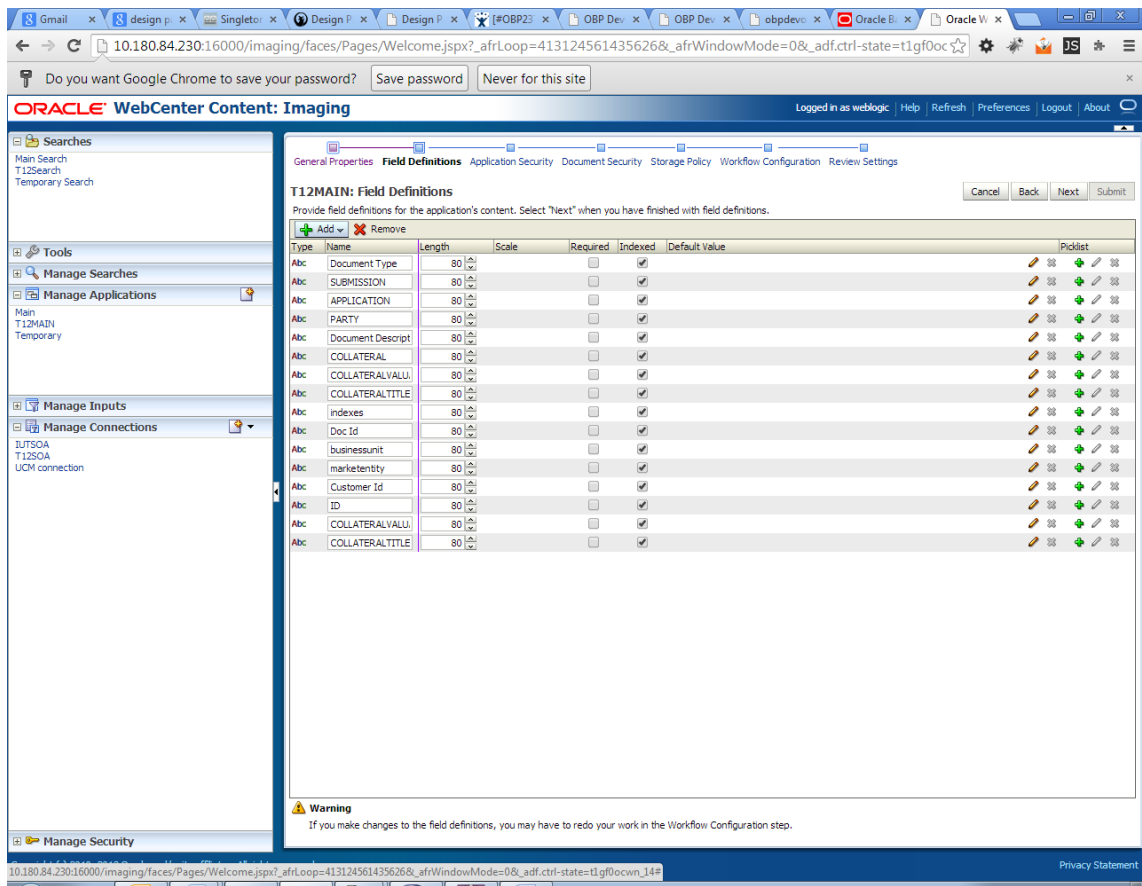 Gmail design p. Singleton Design P Design P [#OBP23 OBP Dev OBP Dev obpdevo Oracle B Oracle W
10.180.84.230:16000/imaging/faces/Pages/Welcome.jspx?_afrLoop=413124561435626&_afrWindowMode=0&_adf.ctrl-state=t1gf0oc JS
Do you want Google Chrome to save your password? Save password Never for this site
ORACLE WebCenter Content: Imaging Logged in as weblogic Help Refresh Preferences Logout About
Searches
Main Search
T12Search
Temporary Search
Tools
Manage Searches
Manage Applications
Main
T12MAIN
Temporary
Manage Inputs
Manage Connections
IUTSOA
T12SOA
UCM connection
Manage Security
General Properties Field Definitions Application Security Document Security Storage Policy Workflow Configuration Review Settings
T12MAIN: Field Definitions Cancel Back Next Submit
Provide field definitions for the application's content. Select "Next" when you have finished with field definitions.
Add Remove
Type Name Length Scale Required Indexed Default Value Picklist
Abc Document Type 80
Abc SUBMISSION 80
Abc APPLICATION 80
Abc PARTY 80
Abc Document Descript 80
Abc COLLATERAL 80
Abc COLLATERALVALU 80
Abc COLLATERALTITLE 80
Abc indexes 80
Abc Doc Id 80
Abc businessunit 80
Abc marketentity 80
Abc Customer Id 80
Abc ID 80
Abc COLLATERALVALU 80
Abc COLLATERALTITLE 80
Warning
If you make changes to the field definitions, you may have to redo your work in the Workflow Configuration step.
Privacy Statement
10.180.84.230:16000/imaging/faces/Pages/Welcome.jspx?_afrLoop=413124561435626&_afrWindowMode=0&_adf.ctrl-state=t1gf0ocwn_14#